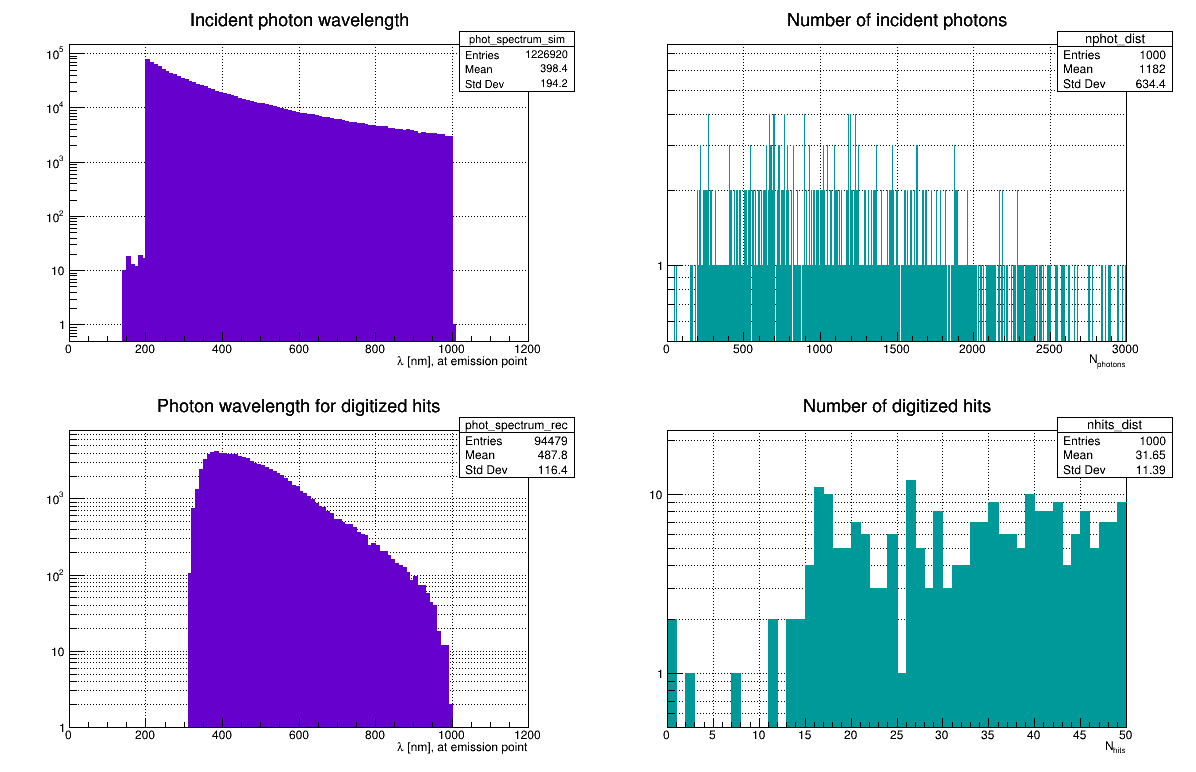 Incident photon wavelength
phot_spectrum_sim
Entries 1226920
Mean 398.4
Std Dev 194.2
10^5
10^4
10^3
10^2
10
1
0 200 400 600 800 1000 1200
λ [nm], at emission point
Number of incident photons
nphot_dist
Entries 1000
Mean 1182
Std Dev 634.4
1
0 500 1000 1500 2000 2500 3000
N_photons
Photon wavelength for digitized hits
phot_spectrum_rec
Entries 94479
Mean 487.8
Std Dev 116.4
10^3
10^2
10
1
0 200 400 600 800 1000 1200
λ [nm], at emission point
Number of digitized hits
nhits_dist
Entries 1000
Mean 31.65
Std Dev 11.39
10
1
0 5 10 15 20 25 30 35 40 45 50
N_hits